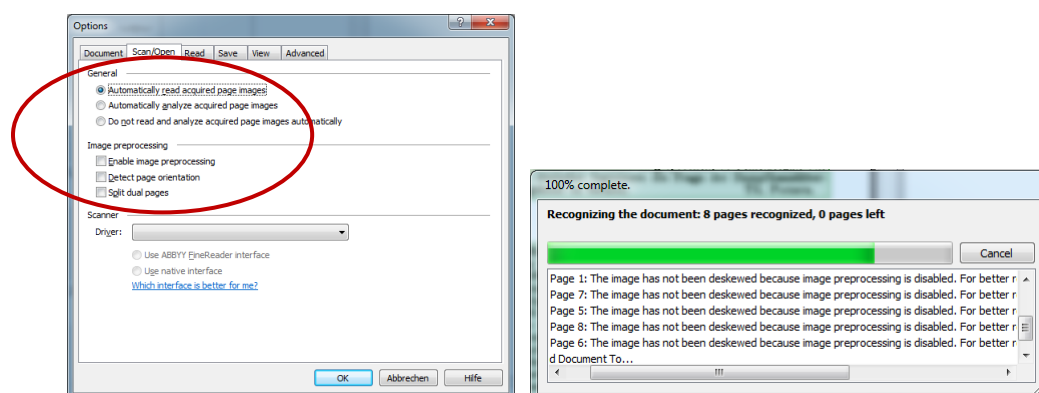 Options
Document Scan/Open Read Save View Advanced
General
Automatically read acquired page images
Automatically analyze acquired page images
Do not read and analyze acquired page images automatically
Image preprocessing
Enable image preprocessing
Detect page orientation
Split dual pages
Scanner
Driver:
Use ABBYY FineReader interface
Use native interface
Which interface is better for me?
OK Abbrechen Hilfe
100% complete.
Recognizing the document: 8 pages recognized, 0 pages left
Cancel
Page 1: The image has not been deskewed because image preprocessing is disabled. For better r
Page 7: The image has not been deskewed because image preprocessing is disabled. For better r
Page 5: The image has not been deskewed because image preprocessing is disabled. For better r
Page 8: The image has not been deskewed because image preprocessing is disabled. For better r
Page 6: The image has not been deskewed because image preprocessing is disabled. For better r
d Document To...